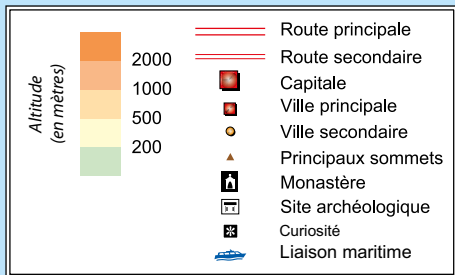 Altitude
(en mètres)
2000
1000
500
200
Route principale
Route secondaire
Capitale
Ville principale
Ville secondaire
Principaux sommets
Monastère
Site archéologique
Curiosité
Liaison maritime